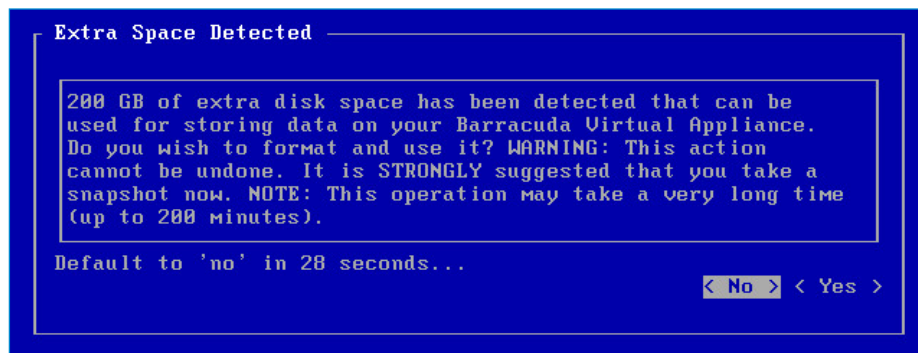 Extra Space Detected
200 GB of extra disk space has been detected that can be
used for storing data on your Barracuda Virtual Appliance.
Do you wish to format and use it? WARNING: This action
cannot be undone. It is STRONGLY suggested that you take a
snapshot now. NOTE: This operation may take a very long time
(up to 200 minutes).
Default to 'no' in 28 seconds...
< No > < Yes >